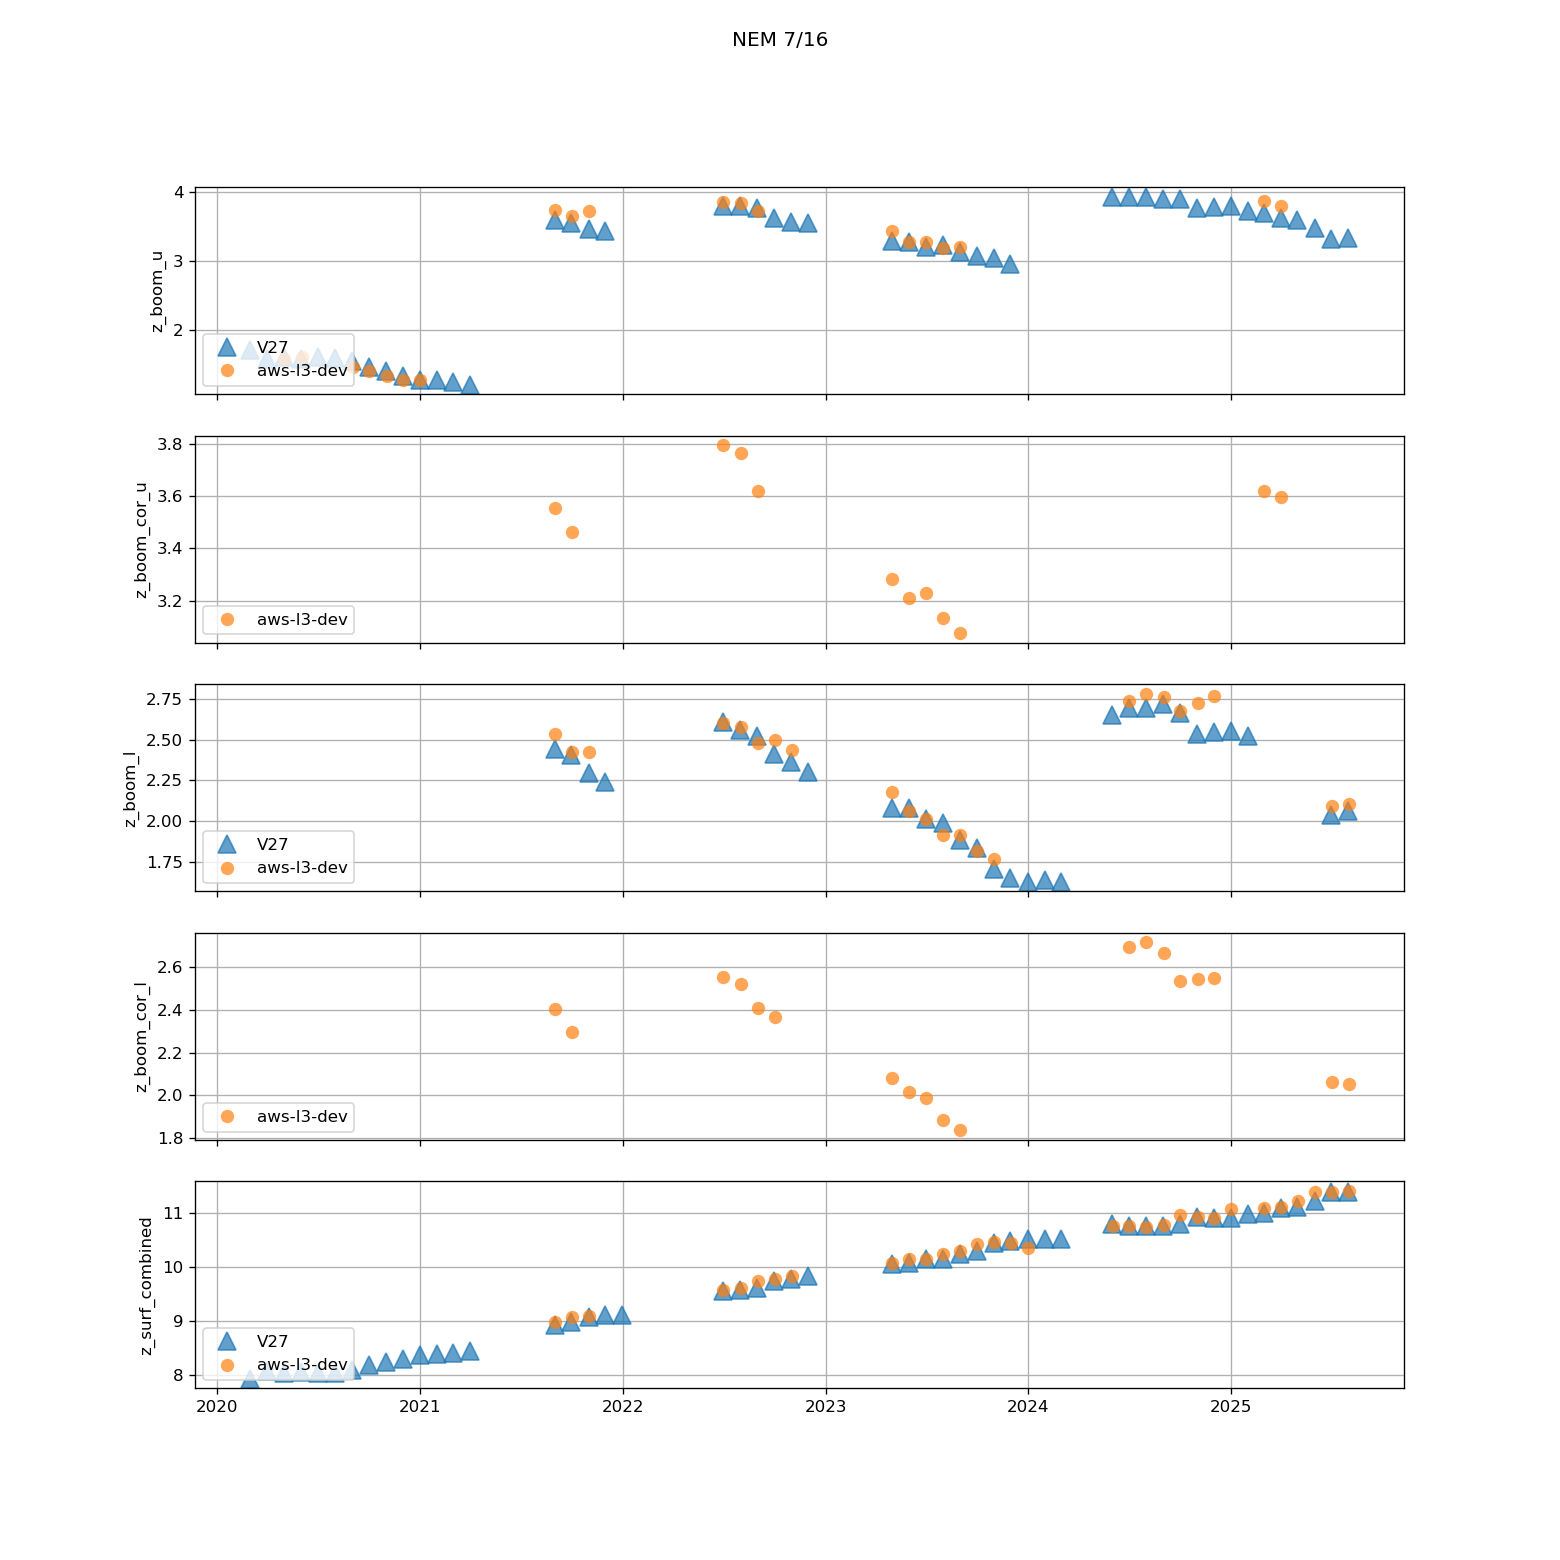 NEM 7/16
z_boom_u
4
3
2
V27
aws-l3-dev
z_boom_cor_u
3.8
3.6
3.4
3.2
aws-l3-dev
z_boom_l
2.75
2.50
2.25
2.00
1.75
V27
aws-l3-dev
z_boom_cor_l
2.6
2.4
2.2
2.0
1.8
aws-l3-dev
z_surf_combined
11
10
9
8
V27
aws-l3-dev
2020 2021 2022 2023 2024 2025